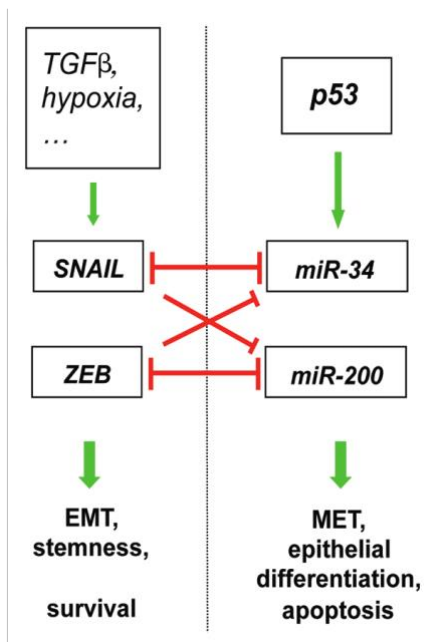 TGFβ,
hypoxia,
...
p53
SNAIL
miR-34
ZEB
miR-200
EMT,
stemness,
survival
MET,
epithelial
differentiation,
apoptosis